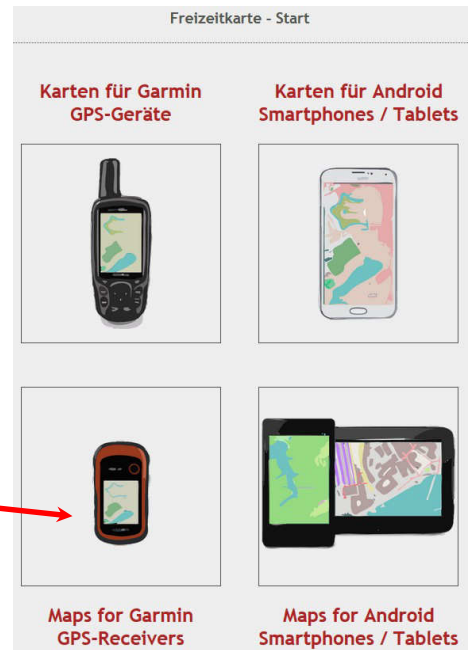 Freizeitkarte - Start
Karten für Garmin
GPS-Geräte
Karten für Android
Smartphones / Tablets
Maps for Garmin
GPS-Receivers
Maps for Android
Smartphones / Tablets